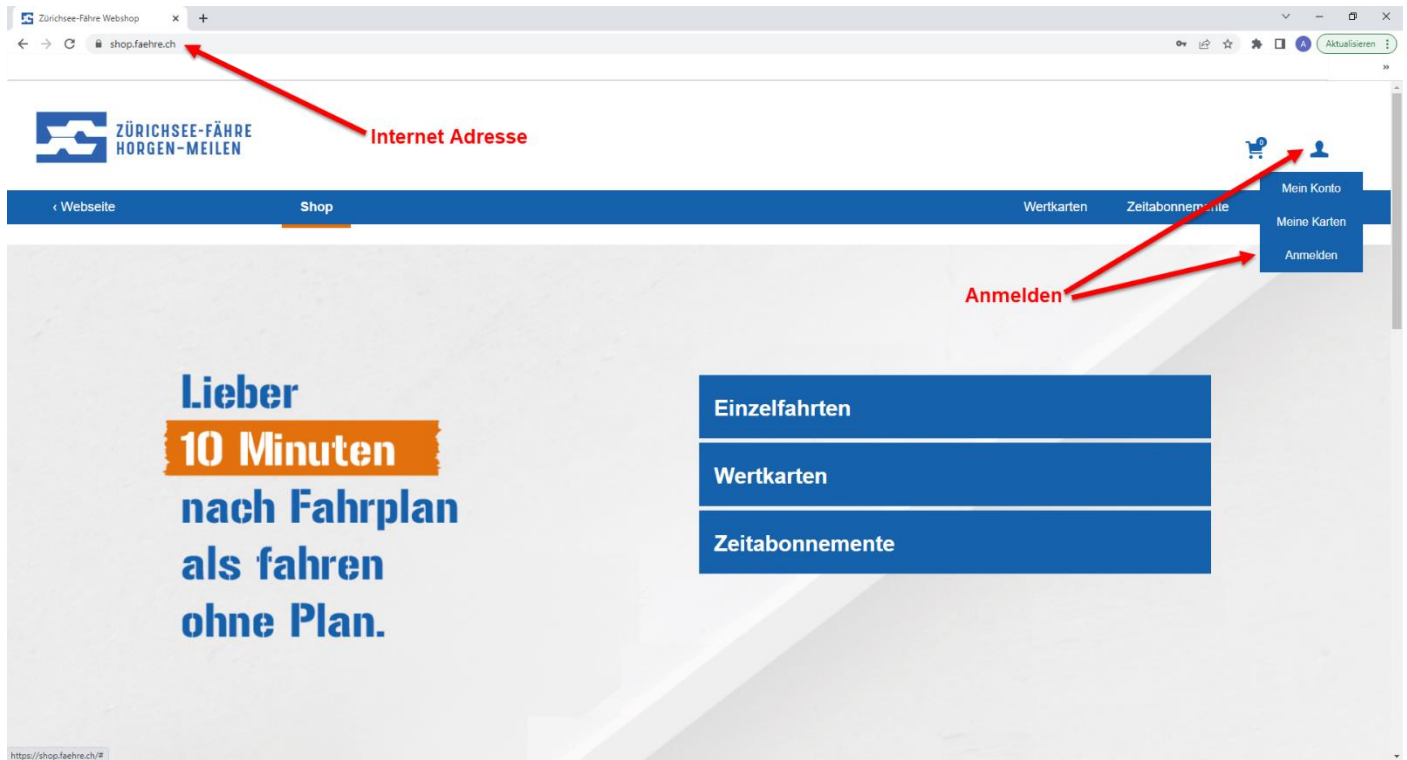 Zürichsee-Fähre Webshop
shop.faehre.ch
A
Aktualisieren
ZÜRICHSEE-FÄHRE
HORGEN-MEILEN
Internet Adresse
0
Mein Konto
‹ Webseite
Shop
Wertkarten
Zeitabonnemente
Meine Karten
Anmelden
Anmelden
Lieber
10 Minuten
nach Fahrplan
als fahren
ohne Plan.
Einzelfahrten
Wertkarten
Zeitabonnemente
https://shop.faehre.ch/#